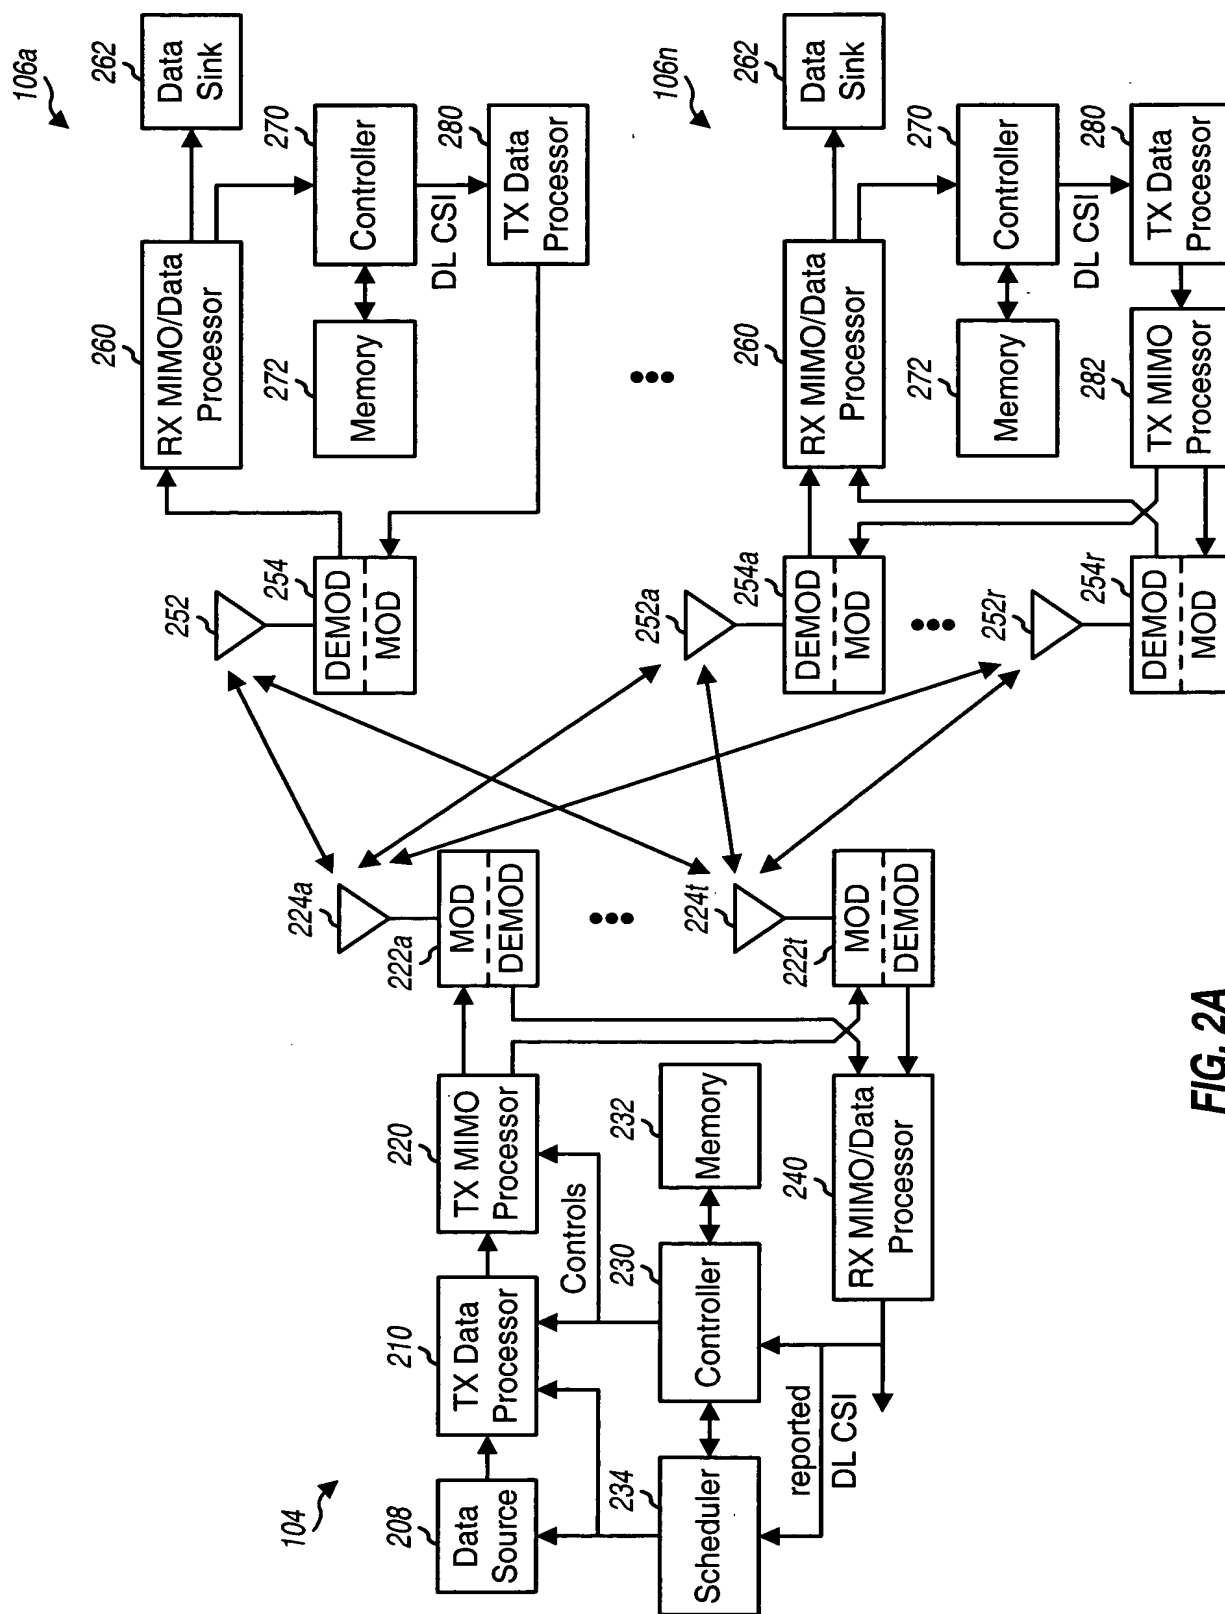 104
208
Data
Source
210
TX Data
Processor
220
TX MIMO
Processor
Controls
234
Scheduler
230
Controller
232
Memory
reported
DL CSI
240
RX MIMO/Data
Processor
224a
222a
MOD
DEMOD
224t
222t
MOD
DEMOD
106a
252
254
DEMOD
MOD
260
RX MIMO/Data
Processor
262
Data
Sink
270
Controller
272
Memory
DL CSI
280
TX Data
Processor
106n
252a
254a
DEMOD
MOD
252r
254r
DEMOD
MOD
260
RX MIMO/Data
Processor
262
Data
Sink
270
Controller
272
Memory
DL CSI
280
TX Data
Processor
282
TX MIMO
Processor
FIG. 2A